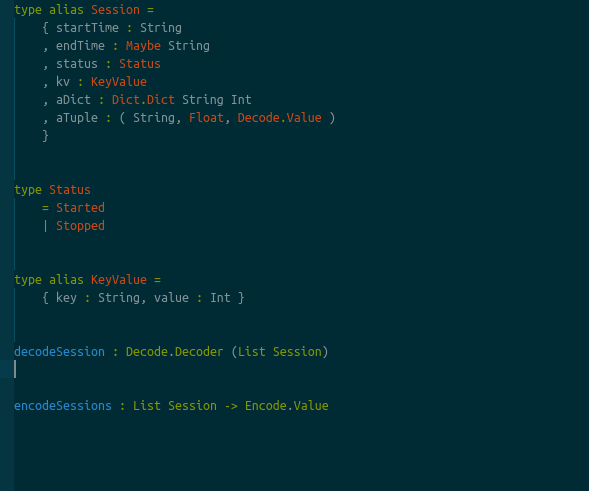 type alias Session =
    { startTime : String
    , endTime : Maybe String
    , status : Status
    , kv : KeyValue
    , aDict : Dict.Dict String Int
    , aTuple : ( String, Float, Decode.Value )
    }
type Status
    = Started
    | Stopped
type alias KeyValue =
    { key : String, value : Int }
decodeSession : Decode.Decoder (List Session)
encodeSessions : List Session -> Encode.Value